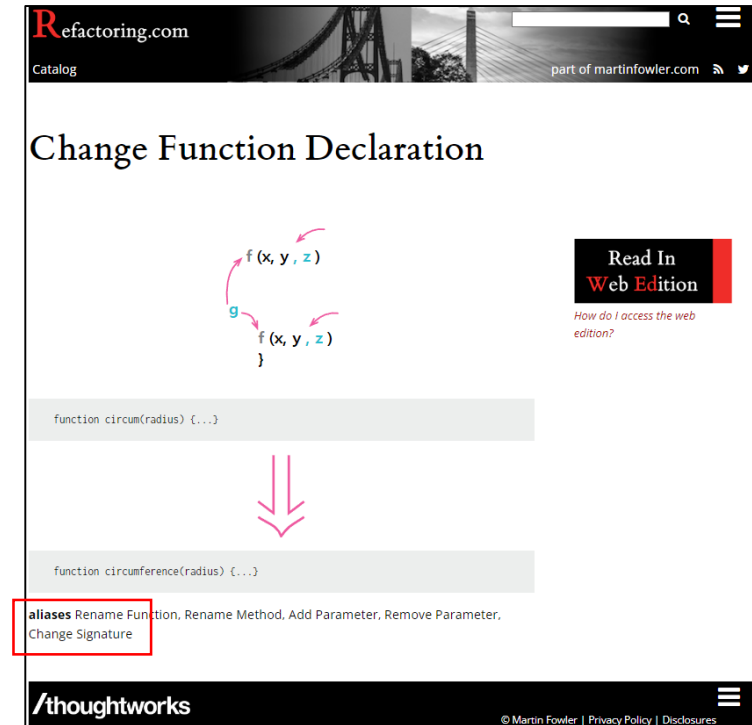 Refactoring.com
Catalog
part of martinfowler.com
Change Function Declaration
f (x, y , z )
g
f (x, y , z )
}
Read In
Web Edition
How do I access the web
edition?
function circum(radius) {...}
function circumference(radius) {...}
aliases Rename Function, Rename Method, Add Parameter, Remove Parameter,
Change Signature
/thoughtworks
© Martin Fowler | Privacy Policy | Disclosures